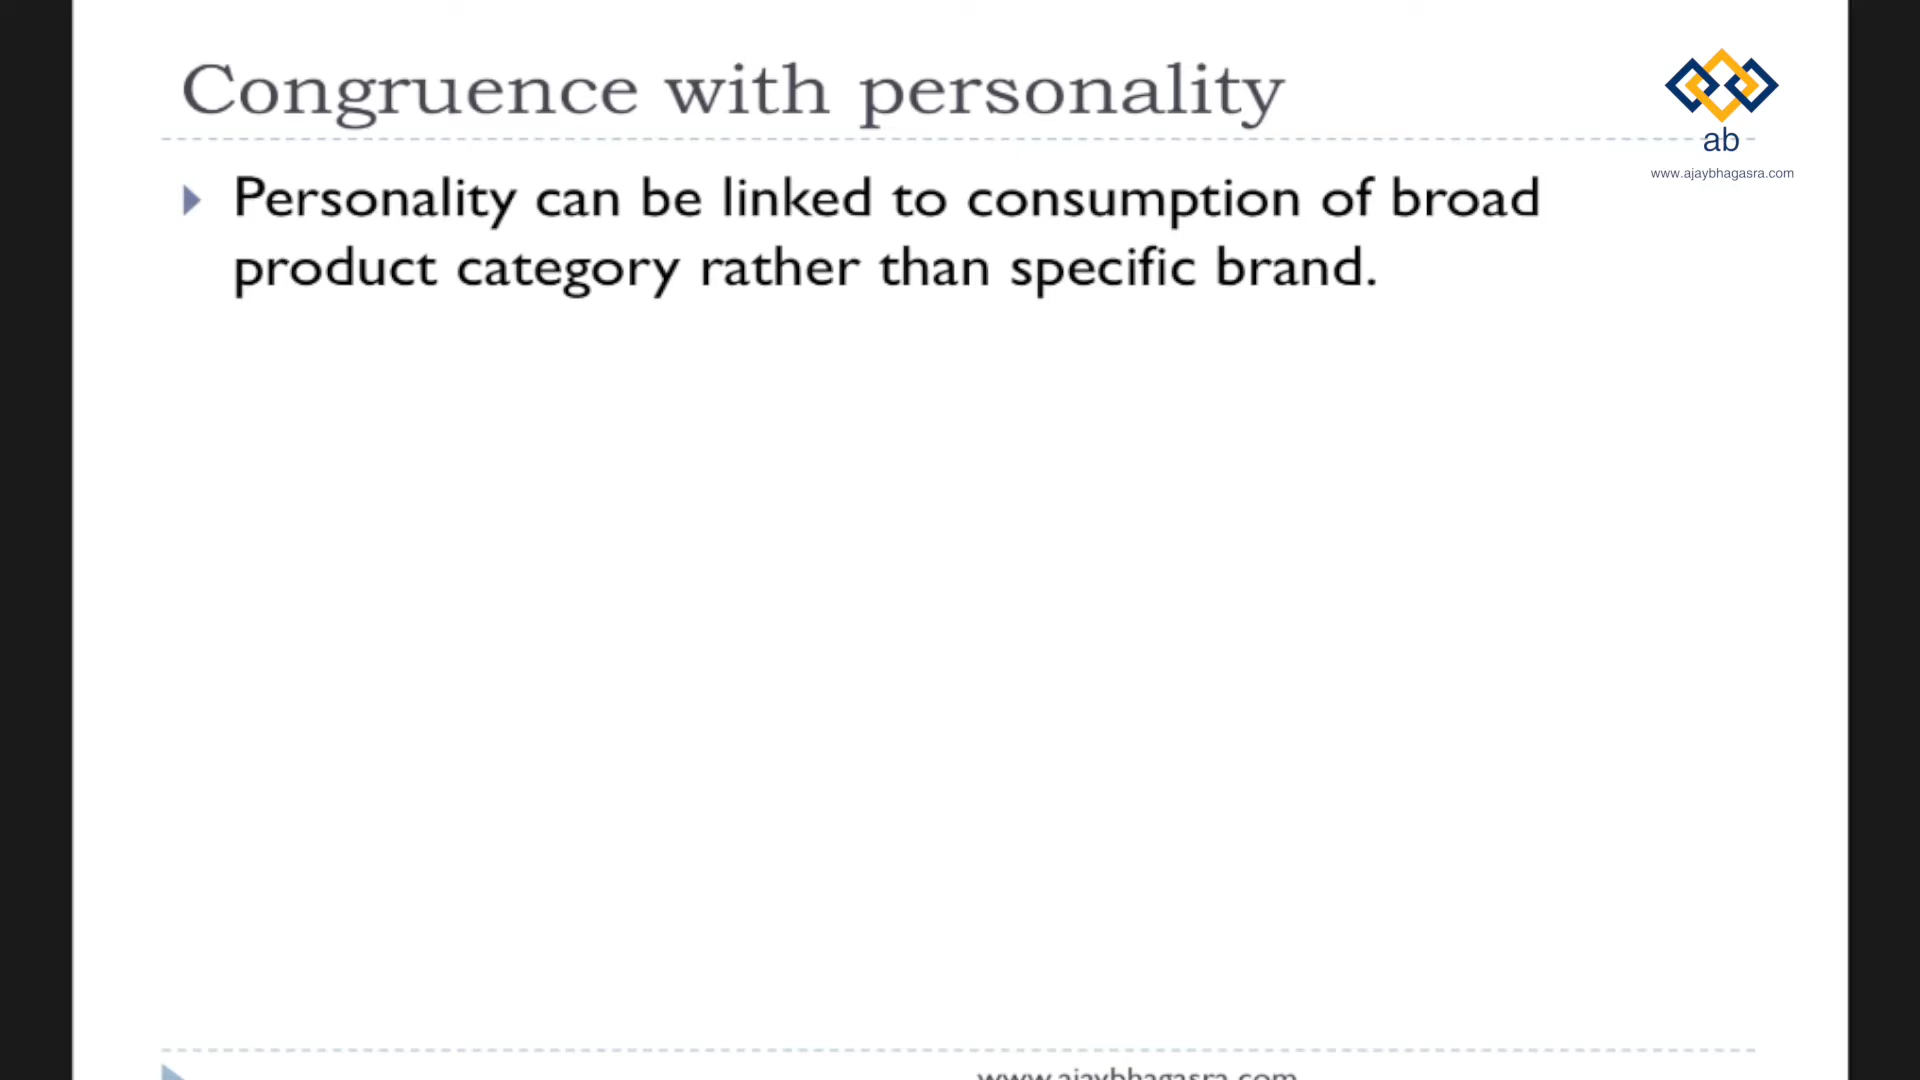 Congruence with personality
ab
www.ajaybhagasra.com
Personality can be linked to consumption of broad
product category rather than specific brand.
www.ajaybhagasra.com